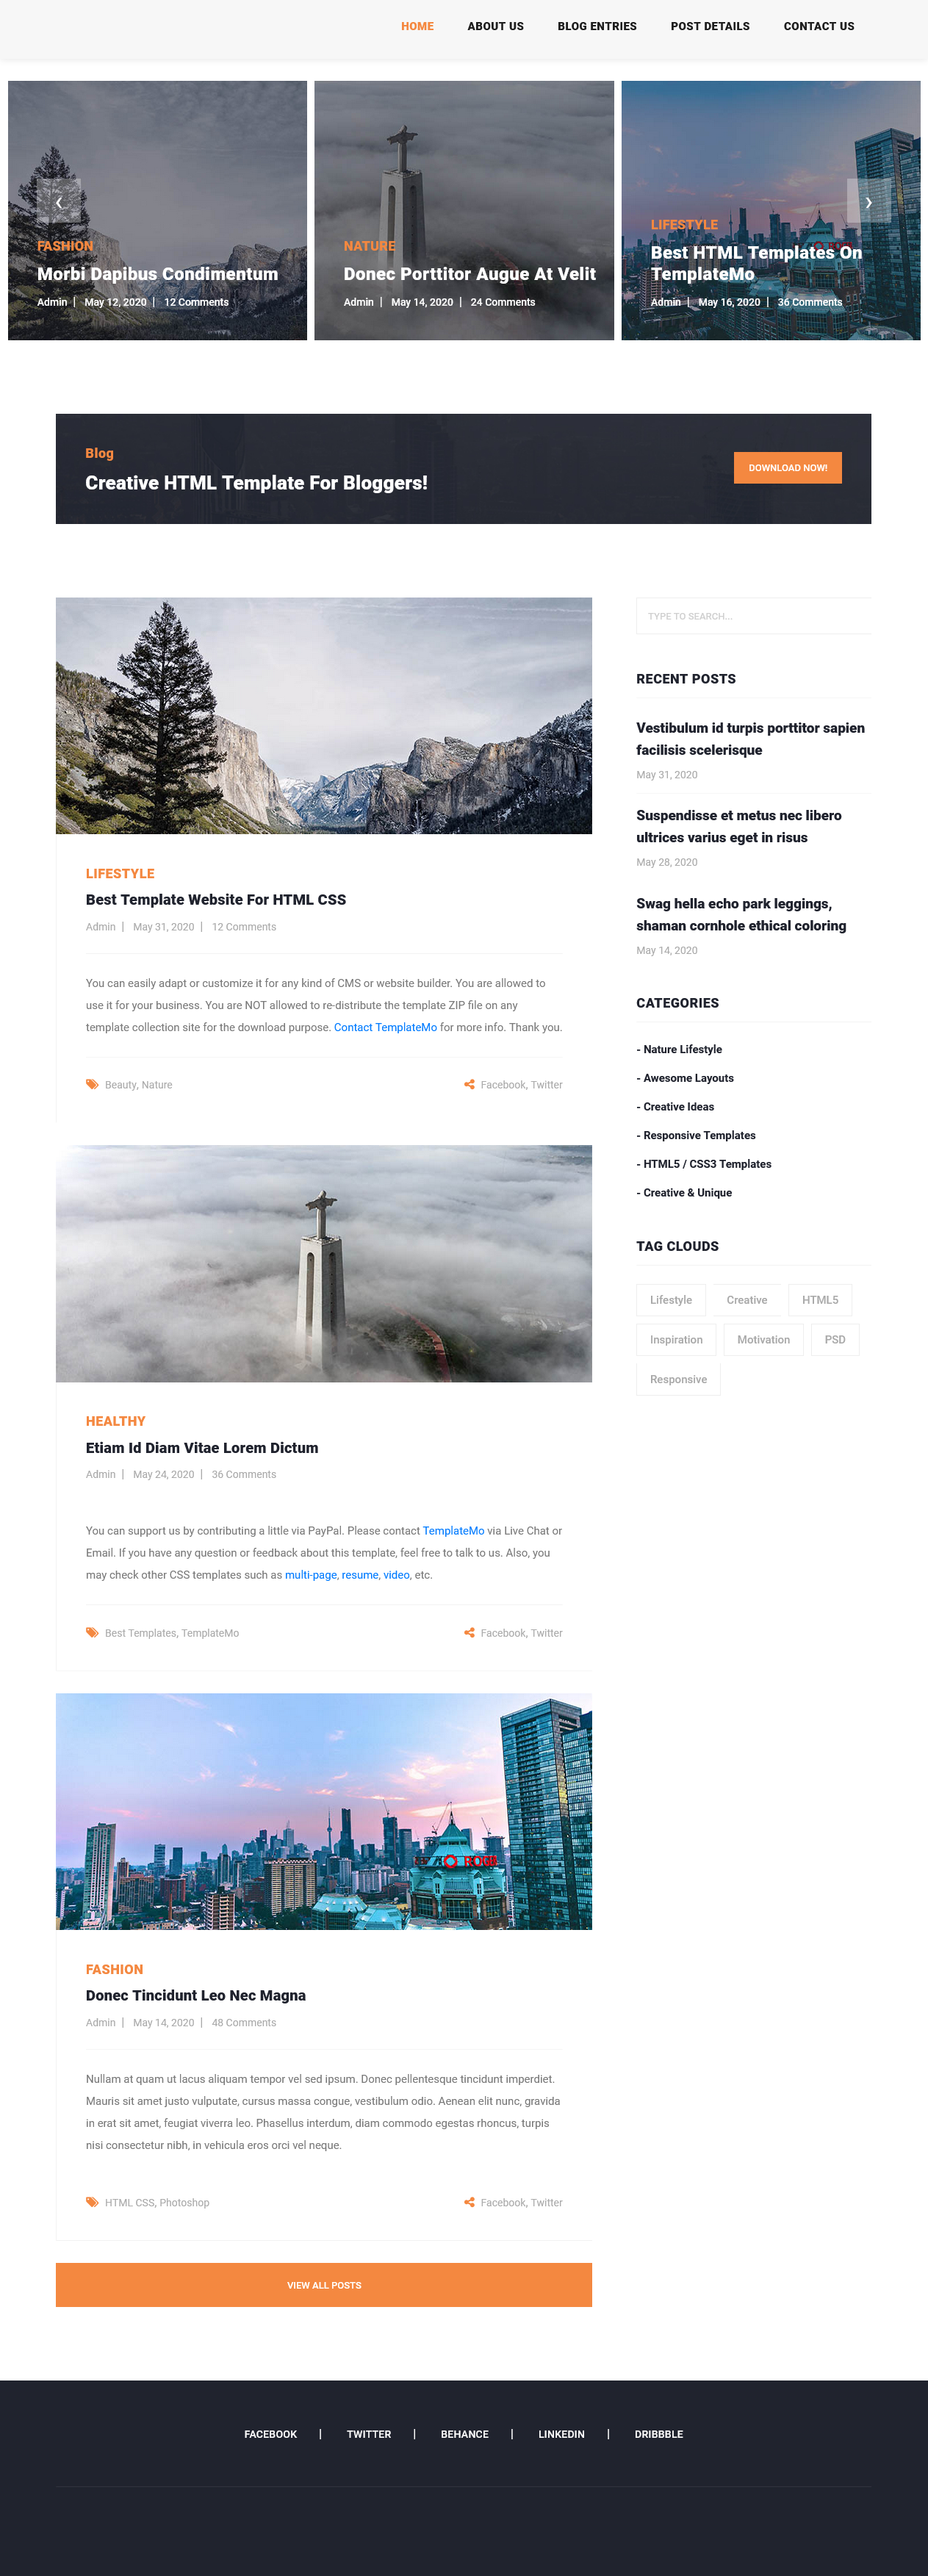 HOME ABOUT US BLOG ENTRIES POST DETAILS CONTACT US
FASHION
Morbi Dapibus Condimentum
Admin | May 12, 2020 | 12 Comments
NATURE
Donec Porttitor Augue At Velit
Admin | May 14, 2020 | 24 Comments
LIFESTYLE
Best HTML Templates On
TemplateMo
Admin | May 16, 2020 | 36 Comments
Blog
Creative HTML Template For Bloggers!
DOWNLOAD NOW!
LIFESTYLE
Best Template Website For HTML CSS
Admin | May 31, 2020 | 12 Comments
You can easily adapt or customize it for any kind of CMS or website builder. You are allowed to
use it for your business. You are NOT allowed to re-distribute the template ZIP file on any
template collection site for the download purpose. Contact TemplateMo for more info. Thank you.
Beauty, Nature
Facebook, Twitter
HEALTHY
Etiam Id Diam Vitae Lorem Dictum
Admin | May 24, 2020 | 36 Comments
You can support us by contributing a little via PayPal. Please contact TemplateMo via Live Chat or
Email. If you have any question or feedback about this template, feel free to talk to us. Also, you
may check other CSS templates such as multi-page, resume, video, etc.
Best Templates, TemplateMo
Facebook, Twitter
FASHION
Donec Tincidunt Leo Nec Magna
Admin | May 14, 2020 | 48 Comments
Nullam at quam ut lacus aliquam tempor vel sed ipsum. Donec pellentesque tincidunt imperdiet.
Mauris sit amet justo vulputate, cursus massa congue, vestibulum odio. Aenean elit nunc, gravida
in erat sit amet, feugiat viverra leo. Phasellus interdum, diam commodo egestas rhoncus, turpis
nisi consectetur nibh, in vehicula eros orci vel neque.
HTML CSS, Photoshop
Facebook, Twitter
VIEW ALL POSTS
TYPE TO SEARCH...
RECENT POSTS
Vestibulum id turpis porttitor sapien
facilisis scelerisque
May 31, 2020
Suspendisse et metus nec libero
ultrices varius eget in risus
May 28, 2020
Swag hella echo park leggings,
shaman cornhole ethical coloring
May 14, 2020
CATEGORIES
- Nature Lifestyle
- Awesome Layouts
- Creative Ideas
- Responsive Templates
- HTML5 / CSS3 Templates
- Creative & Unique
TAG CLOUDS
Lifestyle Creative HTML5
Inspiration Motivation PSD
Responsive
FACEBOOK | TWITTER | BEHANCE | LINKEDIN | DRIBBBLE